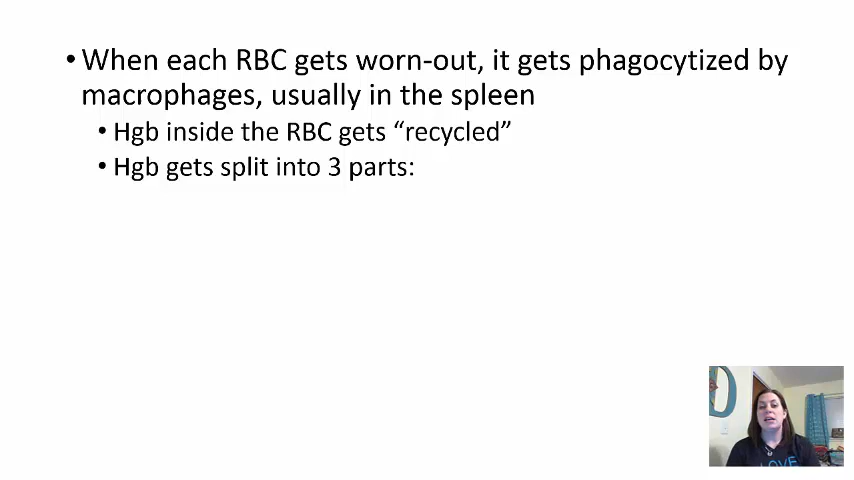 • When each RBC gets worn-out, it gets phagocytized by
macrophages, usually in the spleen
• Hgb inside the RBC gets “recycled”
• Hgb gets split into 3 parts:
D
LOVE